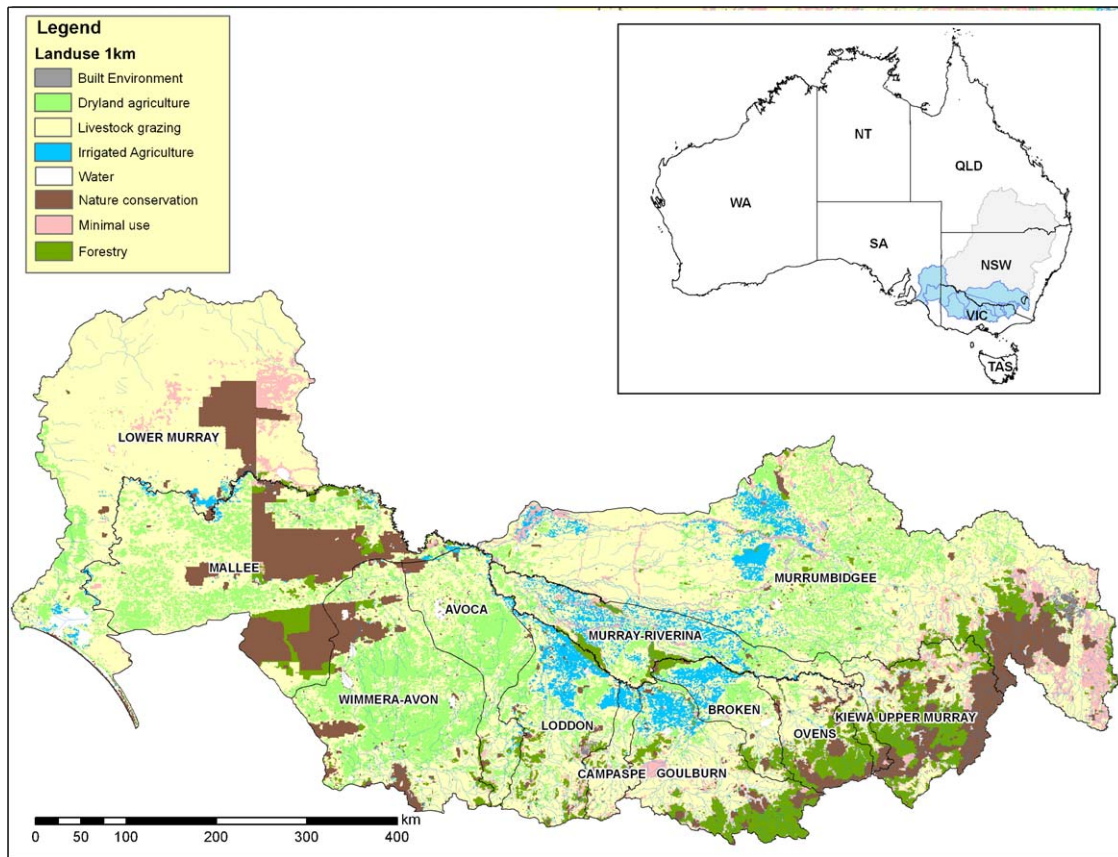 Legend
Landuse 1km
Built Environment
Dryland agriculture
Livestock grazing
Irrigated Agriculture
Water
Nature conservation
Minimal use
Forestry
NT
QLD
WA
SA
NSW
VIC
TAS
LOWER MURRAY
MALLEE
AVOCA
MURRUMBIDGEE
MURRAY-RIVERINA
WIMMERA-AVON
LODDON
BROKEN
OVENS
KIEWA UPPER MURRAY
CAMPASPE
GOULBURN
km
0 50 100 200 300 400